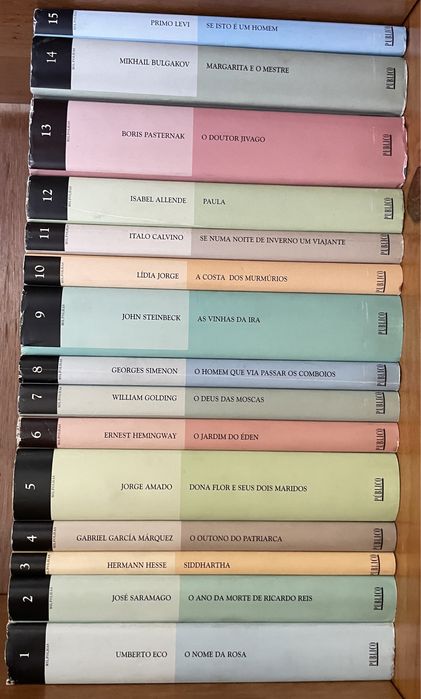 15 PRIMO LEVI SE ISTO É UM HOMEM PÚBLICO
14 MIKHAIL BULGAKOV MARGARITA E O MESTRE PÚBLICO
13 BORIS PASTERNAK O DOUTOR JIVAGO PÚBLICO
12 ISABEL ALLENDE PAULA PÚBLICO
11 ITALO CALVINO SE NUMA NOITE DE INVERNO UM VIAJANTE PÚBLICO
10 LÍDIA JORGE A COSTA DOS MURMÚRIOS PÚBLICO
9 JOHN STEINBECK AS VINHAS DA IRA PÚBLICO
8 GEORGES SIMENON O HOMEM QUE VIA PASSAR OS COMBOIOS PÚBLICO
7 WILLIAM GOLDING O DEUS DAS MOSCAS PÚBLICO
6 ERNEST HEMINGWAY O JARDIM DO ÉDEN PÚBLICO
5 JORGE AMADO DONA FLOR E SEUS DOIS MARIDOS PÚBLICO
4 GABRIEL GARCÍA MÁRQUEZ O OUTONO DO PATRIARCA PÚBLICO
3 HERMANN HESSE SIDDHARTHA PÚBLICO
2 JOSÉ SARAMAGO O ANO DA MORTE DE RICARDO REIS PÚBLICO
1 UMBERTO ECO O NOME DA ROSA PÚBLICO